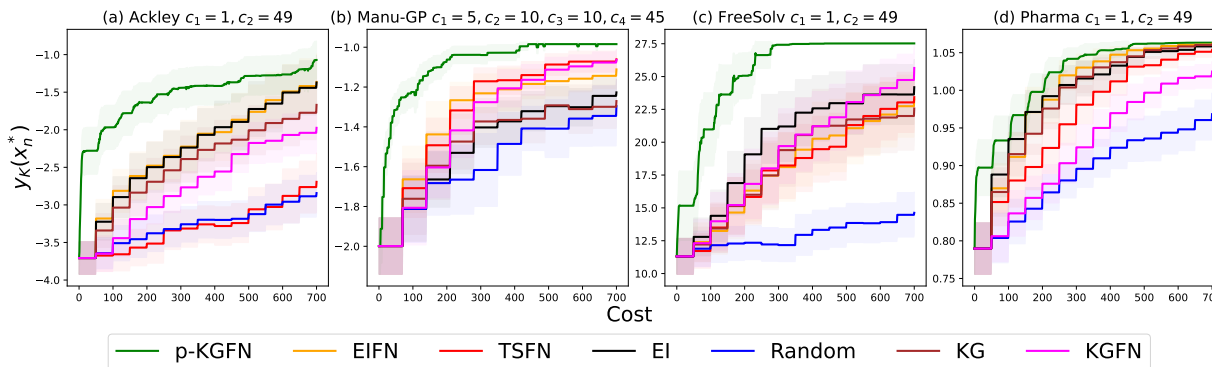 (a) Ackley c₁ = 1, c₂ = 49
(b) Manu-GP c₁ = 5, c₂ = 10, c₃ = 10, c₄ = 45
(c) FreeSolv c₁ = 1, c₂ = 49
(d) Pharma c₁ = 1, c₂ = 49
y_K(x*_n)
−1.0
−1.5
−2.0
−2.5
−3.0
−3.5
−4.0
0 100 200 300 400 500 600 700
−1.0
−1.2
−1.4
−1.6
−1.8
−2.0
0 100 200 300 400 500 600 700
27.5
25.0
22.5
20.0
17.5
15.0
12.5
10.0
0 100 200 300 400 500 600 700
1.05
1.00
0.95
0.90
0.85
0.80
0.75
0 100 200 300 400 500 600 700
Cost
p-KGFN EIFN TSFN EI Random KG KGFN